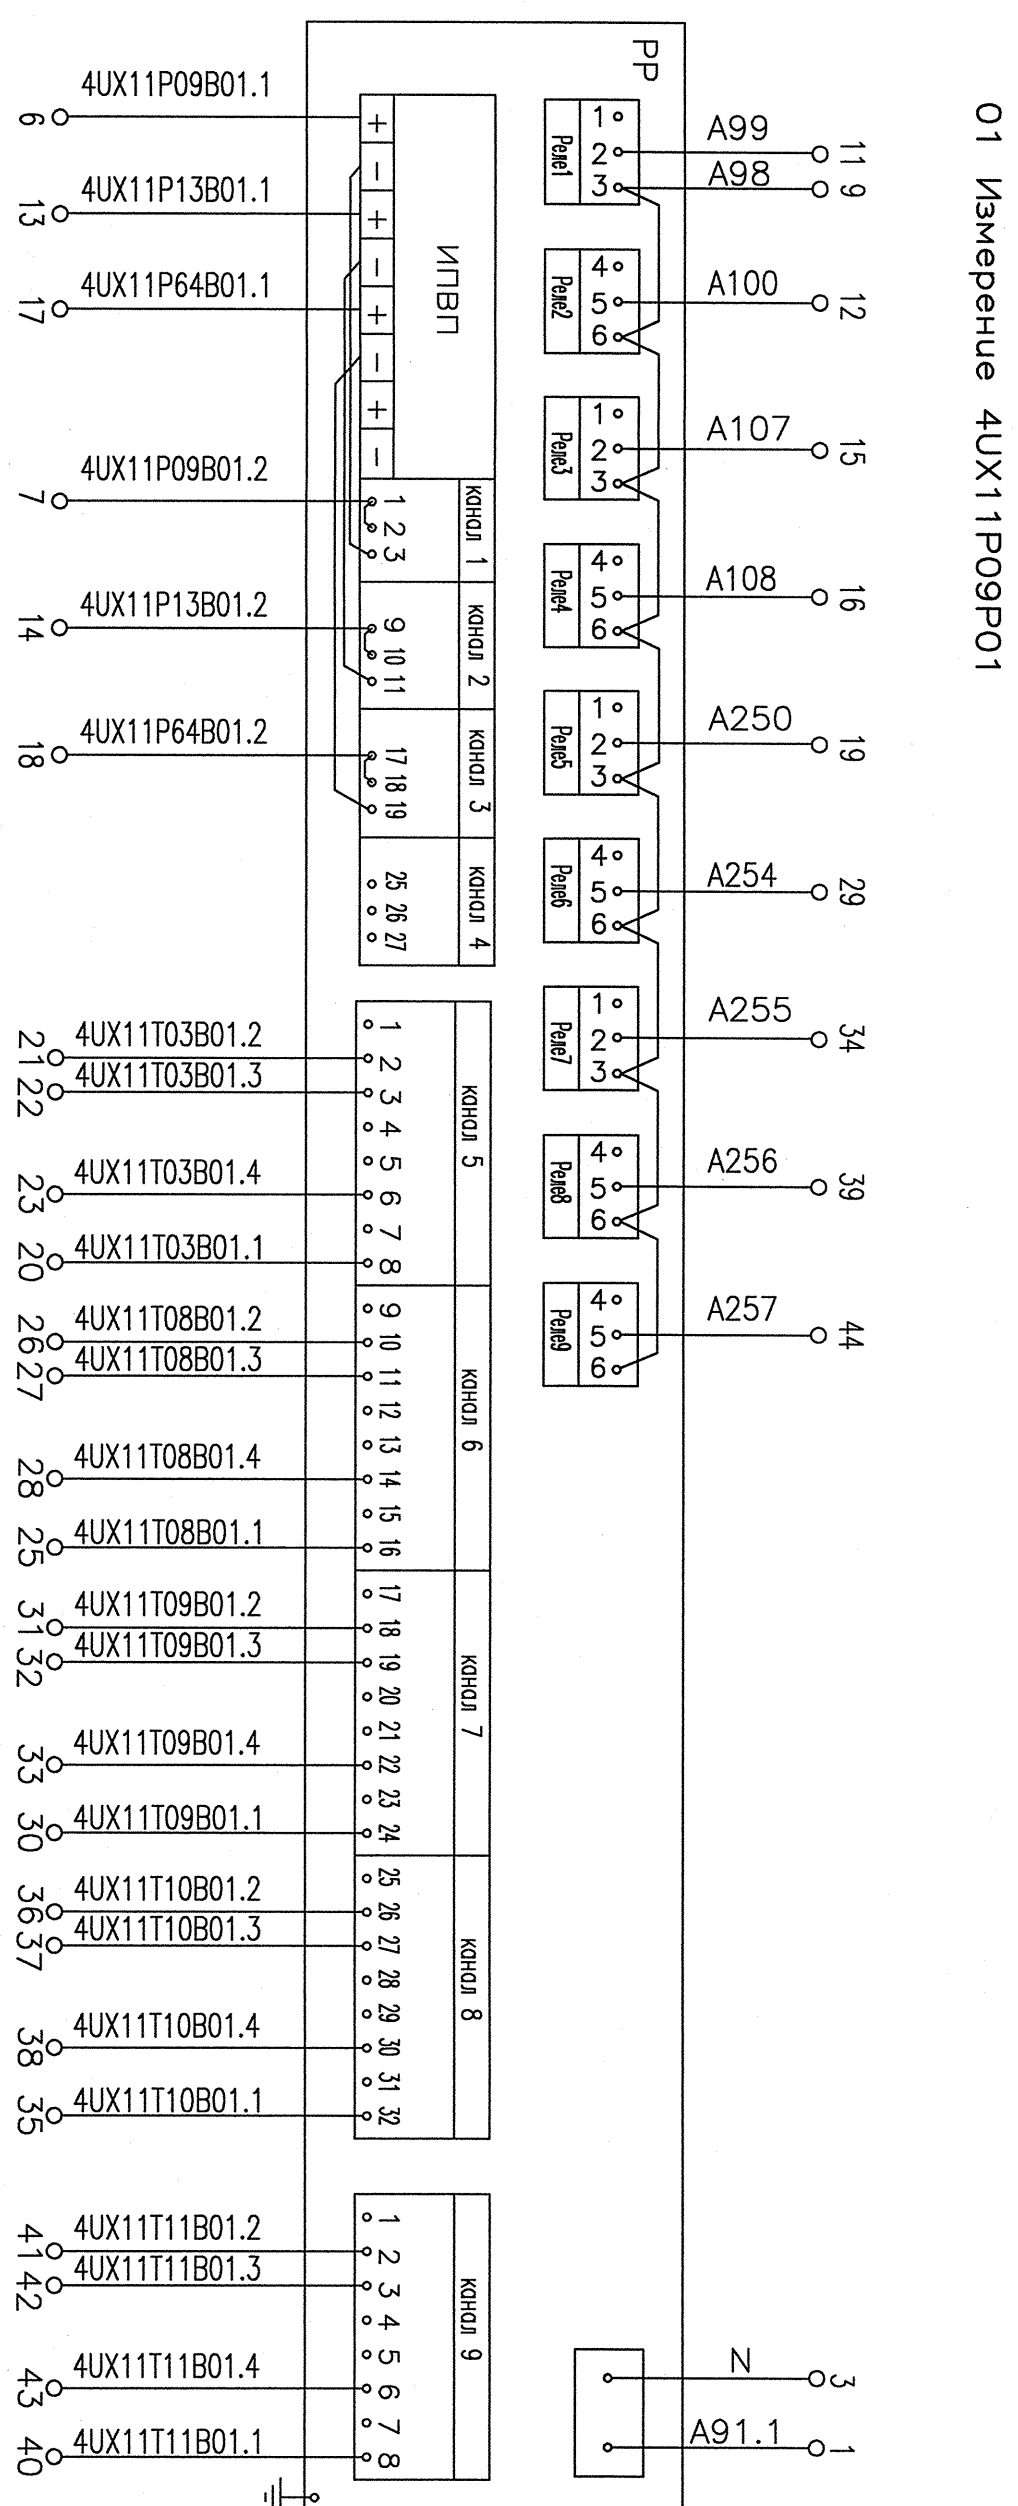 01 Измерение 4UX11P09P01
РР
Реле1
1
2
3
A99
11
A98
9
Реле2
4
5
6
A100
12
Реле3
1
2
3
A107
15
Реле4
4
5
6
A108
16
Реле5
1
2
3
A250
19
Реле6
4
5
6
A254
29
Реле7
1
2
3
A255
34
Реле8
4
5
6
A256
39
Реле9
4
5
6
A257
44
N
3
A91.1
1
ИПВП
+
-
+
-
+
-
+
-
4UX11P09B01.1
6
4UX11P13B01.1
13
4UX11P64B01.1
17
канал 1
1
2
3
4UX11P09B01.2
7
канал 2
9
10
11
4UX11P13B01.2
14
канал 3
17
18
19
4UX11P64B01.2
18
канал 4
25
26
27
канал 5
1
2
3
4
5
6
7
8
4UX11T03B01.2
21
4UX11T03B01.3
22
4UX11T03B01.4
23
4UX11T03B01.1
20
канал 6
9
10
11
12
13
14
15
16
4UX11T08B01.2
26
4UX11T08B01.3
27
4UX11T08B01.4
28
4UX11T08B01.1
25
канал 7
17
18
19
20
21
22
23
24
4UX11T09B01.2
31
4UX11T09B01.3
32
4UX11T09B01.4
33
4UX11T09B01.1
30
канал 8
25
26
27
28
29
30
31
32
4UX11T10B01.2
36
4UX11T10B01.3
37
4UX11T10B01.4
38
4UX11T10B01.1
35
канал 9
1
2
3
4
5
6
7
8
4UX11T11B01.2
41
4UX11T11B01.3
42
4UX11T11B01.4
43
4UX11T11B01.1
40